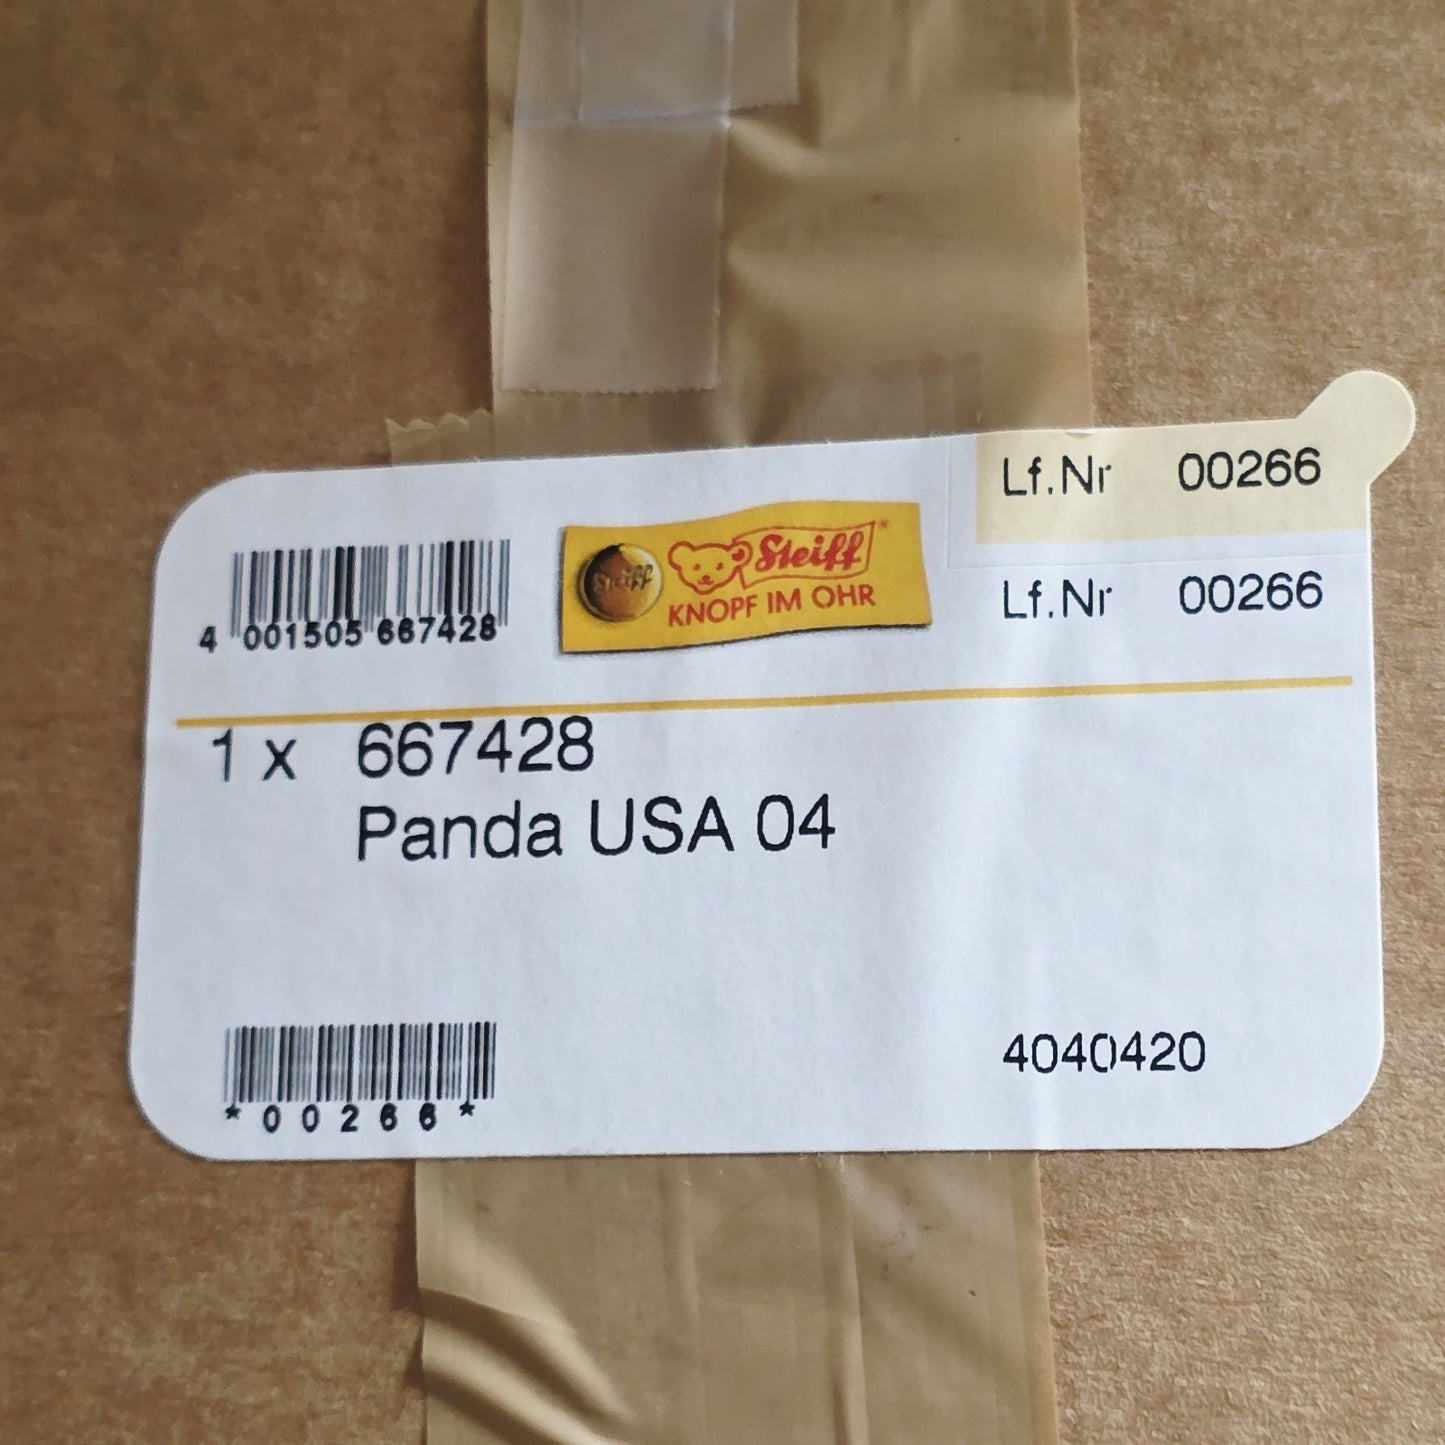 Lf.Nr 00266
4 001505 667428
Steiff
Steiff
KNOPF IM OHR
Lf.Nr 00266
1 x 667428
Panda USA 04
*00266*
4040420